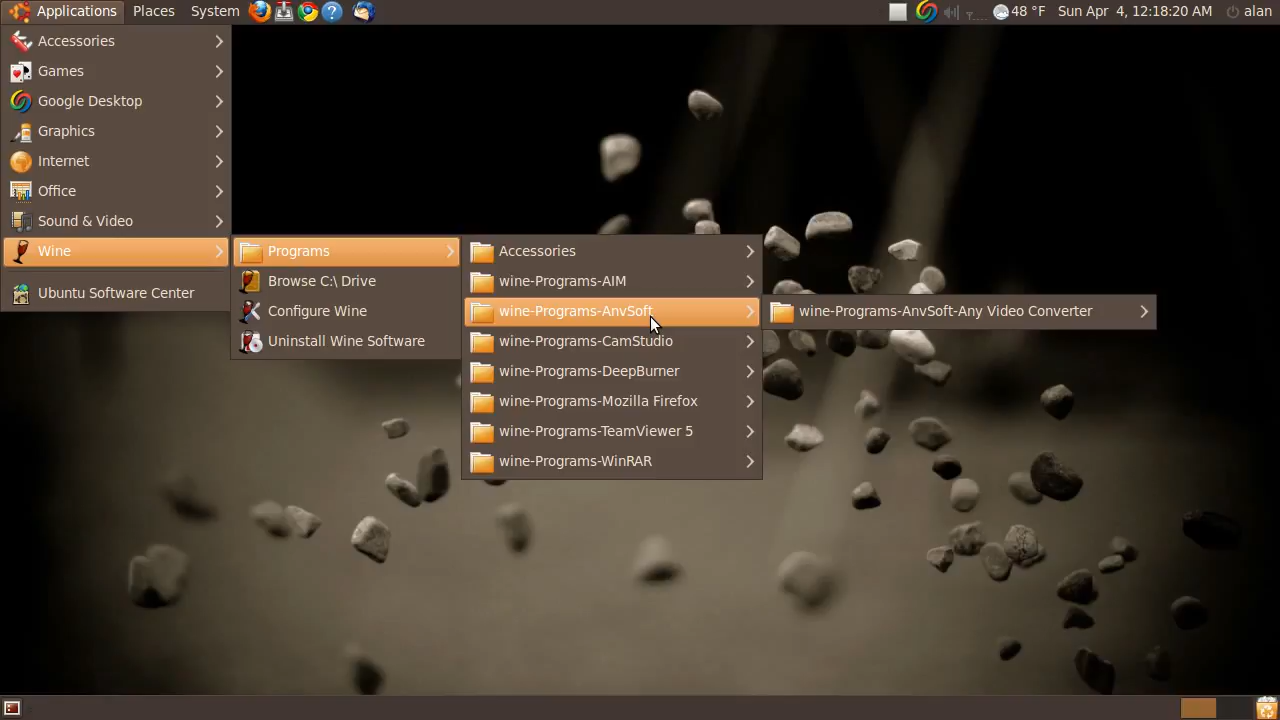 Applications Places System 48 °F Sun Apr 4, 12:18:20 AM alan
Accessories
Games
Google Desktop
Graphics
Internet
Office
Sound & Video
Wine
Ubuntu Software Center
Programs
Browse C:\ Drive
Configure Wine
Uninstall Wine Software
Accessories
wine-Programs-AIM
wine-Programs-AnvSoft
wine-Programs-CamStudio
wine-Programs-DeepBurner
wine-Programs-Mozilla Firefox
wine-Programs-TeamViewer 5
wine-Programs-WinRAR
wine-Programs-AnvSoft-Any Video Converter